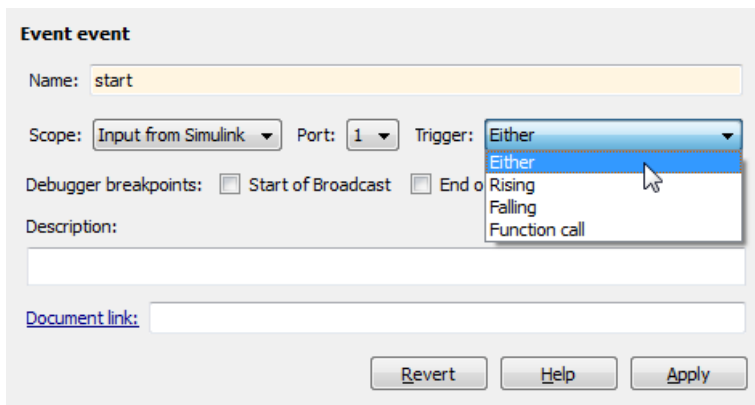 Event event
Name: start
Scope: Input from Simulink Port: 1 Trigger: Either
Either
Debugger breakpoints: Start of Broadcast End o
Rising
Falling
Description:
Function call
Document link:
Revert Help Apply